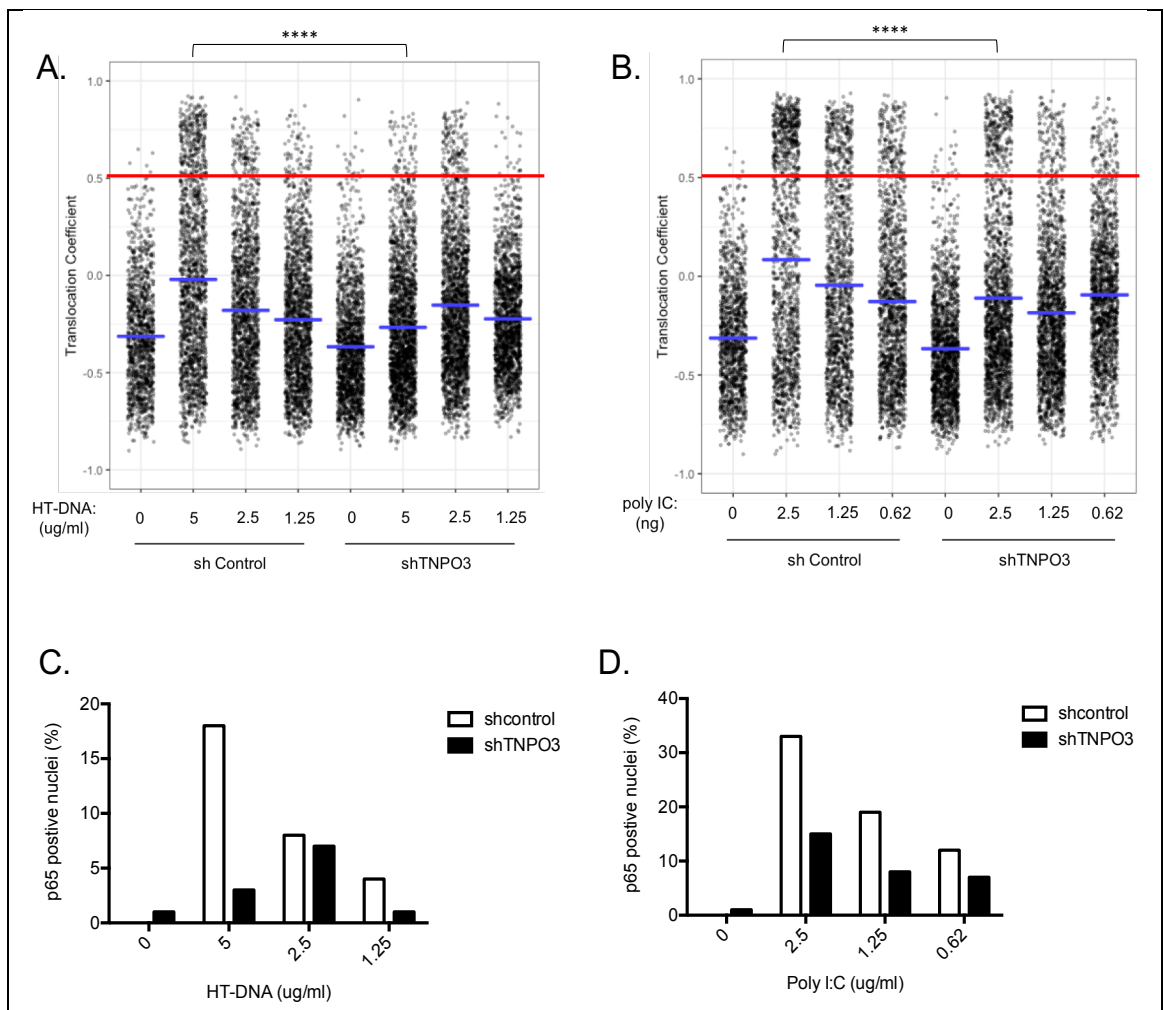 A.
****
1.0
0.5
0.0
-0.5
-1.0
Translocation Coefficient
HT-DNA:
(ug/ml)
0 5 2.5 1.25 0 5 2.5 1.25
sh Control shTNPO3
B.
****
1.0
0.5
0.0
-0.5
-1.0
Translocation Coefficient
poly IC:
(ng)
0 2.5 1.25 0.62 0 2.5 1.25 0.62
sh Control shTNPO3
C.
20
15
10
5
0
p65 postive nuclei (%)
shcontrol
shTNPO3
0 5 2.5 1.25
HT-DNA (ug/ml)
D.
40
30
20
10
0
p65 postive nuclei (%)
shcontrol
shTNPO3
0 2.5 1.25 0.62
Poly I:C (ug/ml)